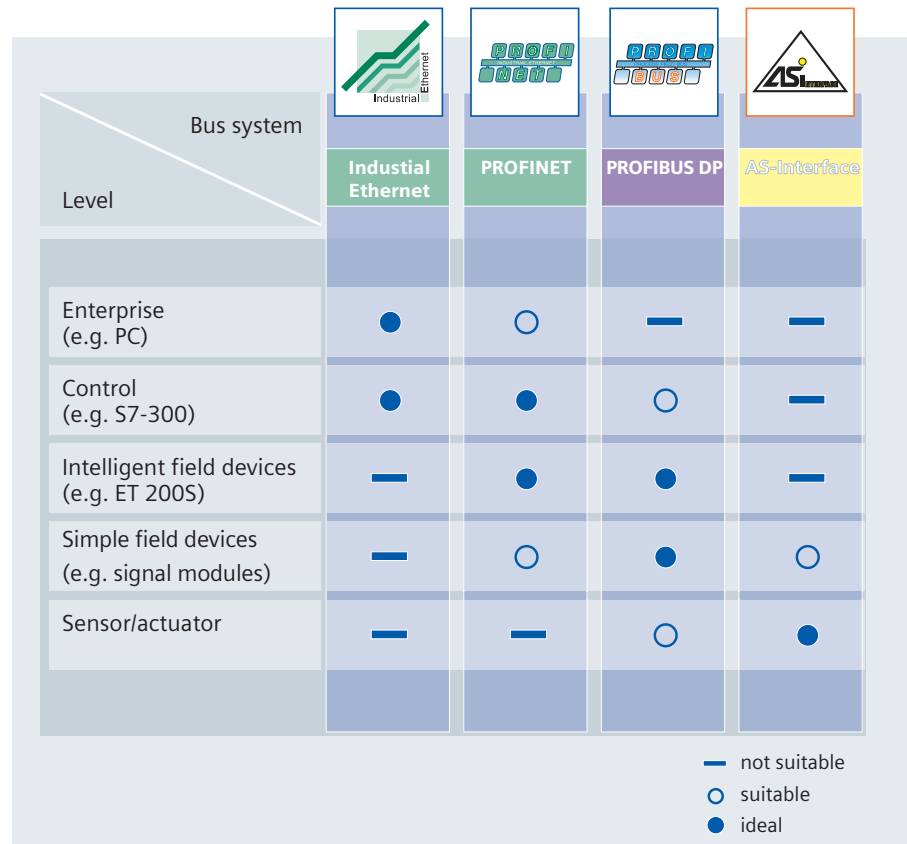 Industrial
Ethernet
PROFI
INDUSTRIAL ETHERNET
NET
PROFI
BUS
ASi
INTERFACE
Bus system
Level
Industial
Ethernet
PROFINET
PROFIBUS DP
AS-Interface
Enterprise
(e.g. PC)
Control
(e.g. S7-300)
Intelligent field devices
(e.g. ET 200S)
Simple field devices
(e.g. signal modules)
Sensor/actuator
not suitable
suitable
ideal